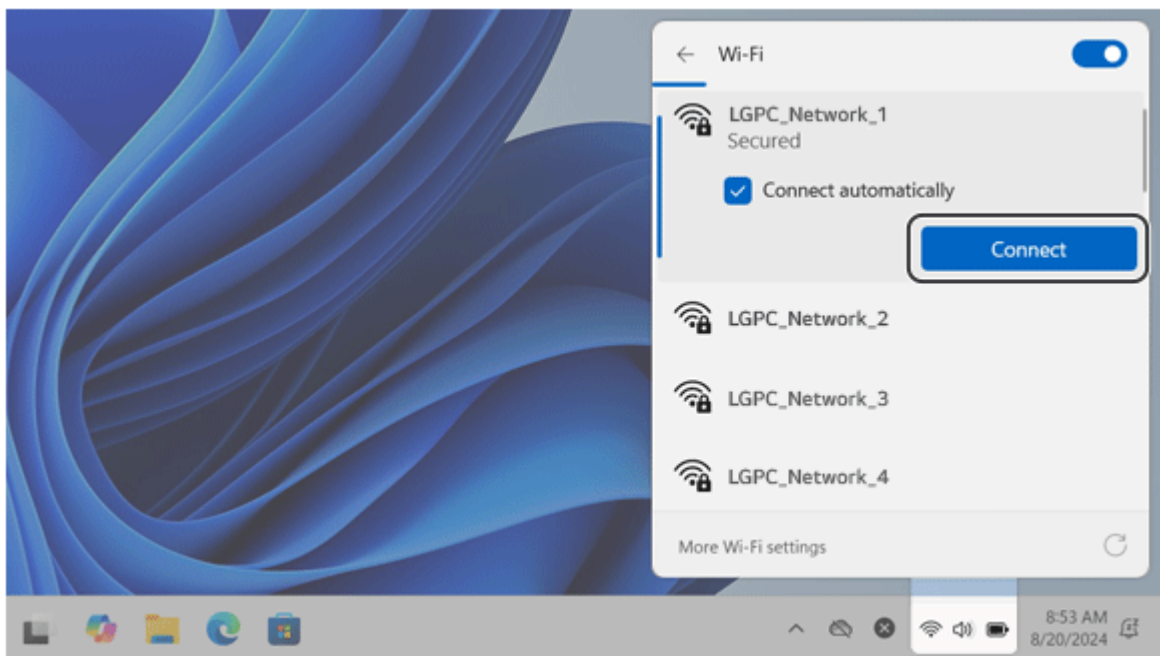 Wi-Fi
LGPC_Network_1
Secured
Connect automatically
Connect
LGPC_Network_2
LGPC_Network_3
LGPC_Network_4
More Wi-Fi settings
8:53 AM
8/20/2024